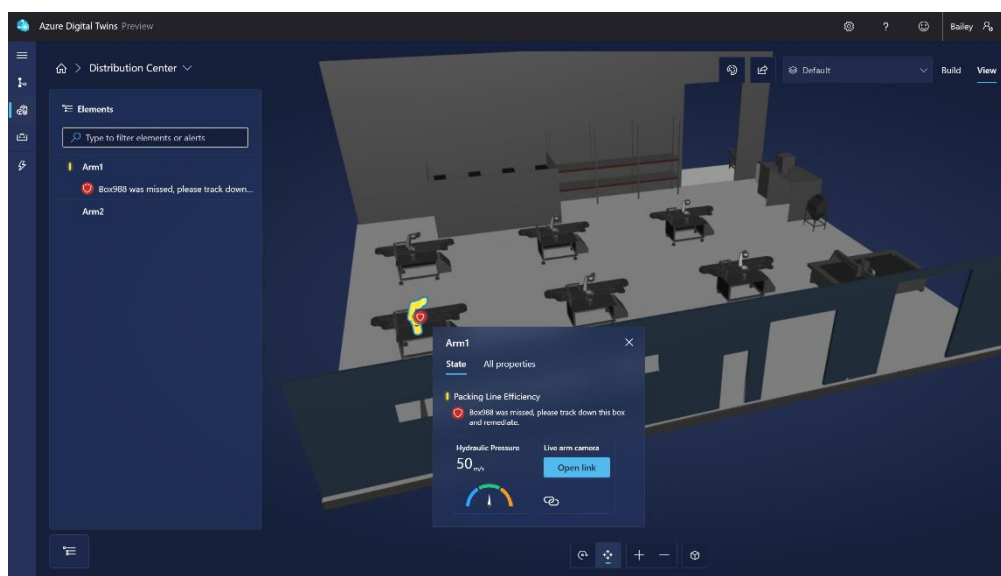 Azure Digital Twins Preview
?
Bailey
Distribution Center
Default
Build
View
Elements
Type to filter elements or alerts
Arm1
Box988 was missed, please track down...
Arm2
Arm1
State All properties
Packing Line Efficiency
Box988 was missed, please track down this box
and remediate.
Hydraulic Pressure
50 m/s
Live arm camera
Open link